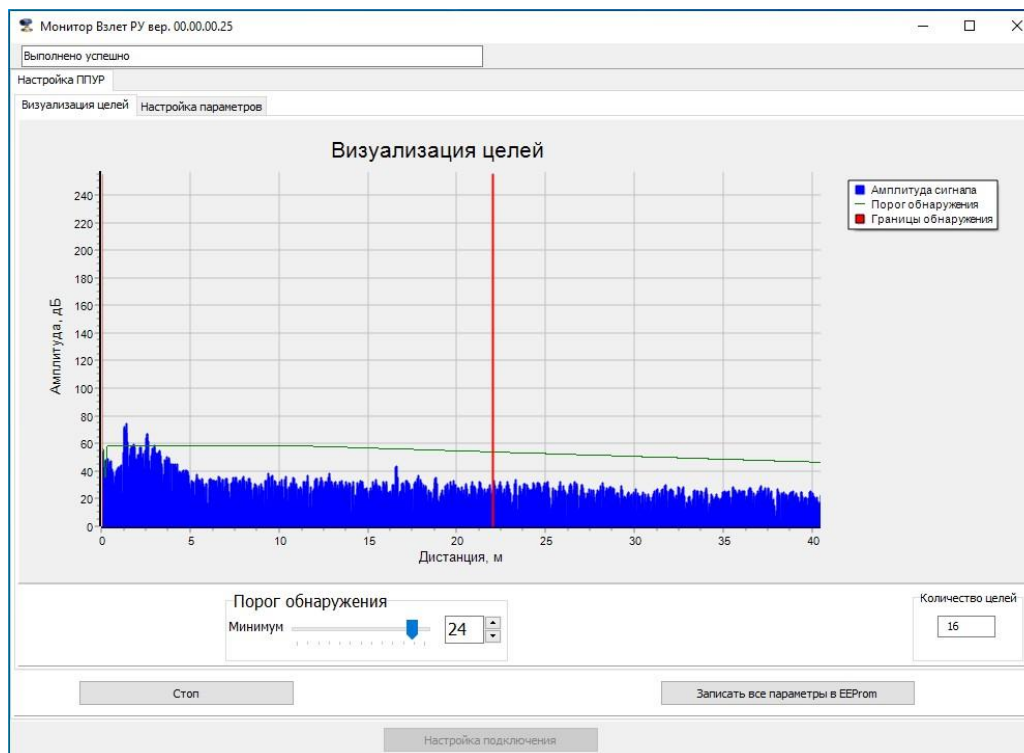 Монитор Взлет РУ вер. 00.00.00.25
Выполнено успешно
Настройка ППУР
Визуализация целей Настройка параметров
Визуализация целей
Амплитуда, дБ
240
220
200
180
160
140
120
100
80
60
40
20
0
0 5 10 15 20 25 30 35 40
Дистанция, м
Амплитуда сигнала
Порог обнаружения
Границы обнаружения
Порог обнаружения
Минимум 24
Количество целей
16
Стоп Записать все параметры в EEProm
Настройка подключения